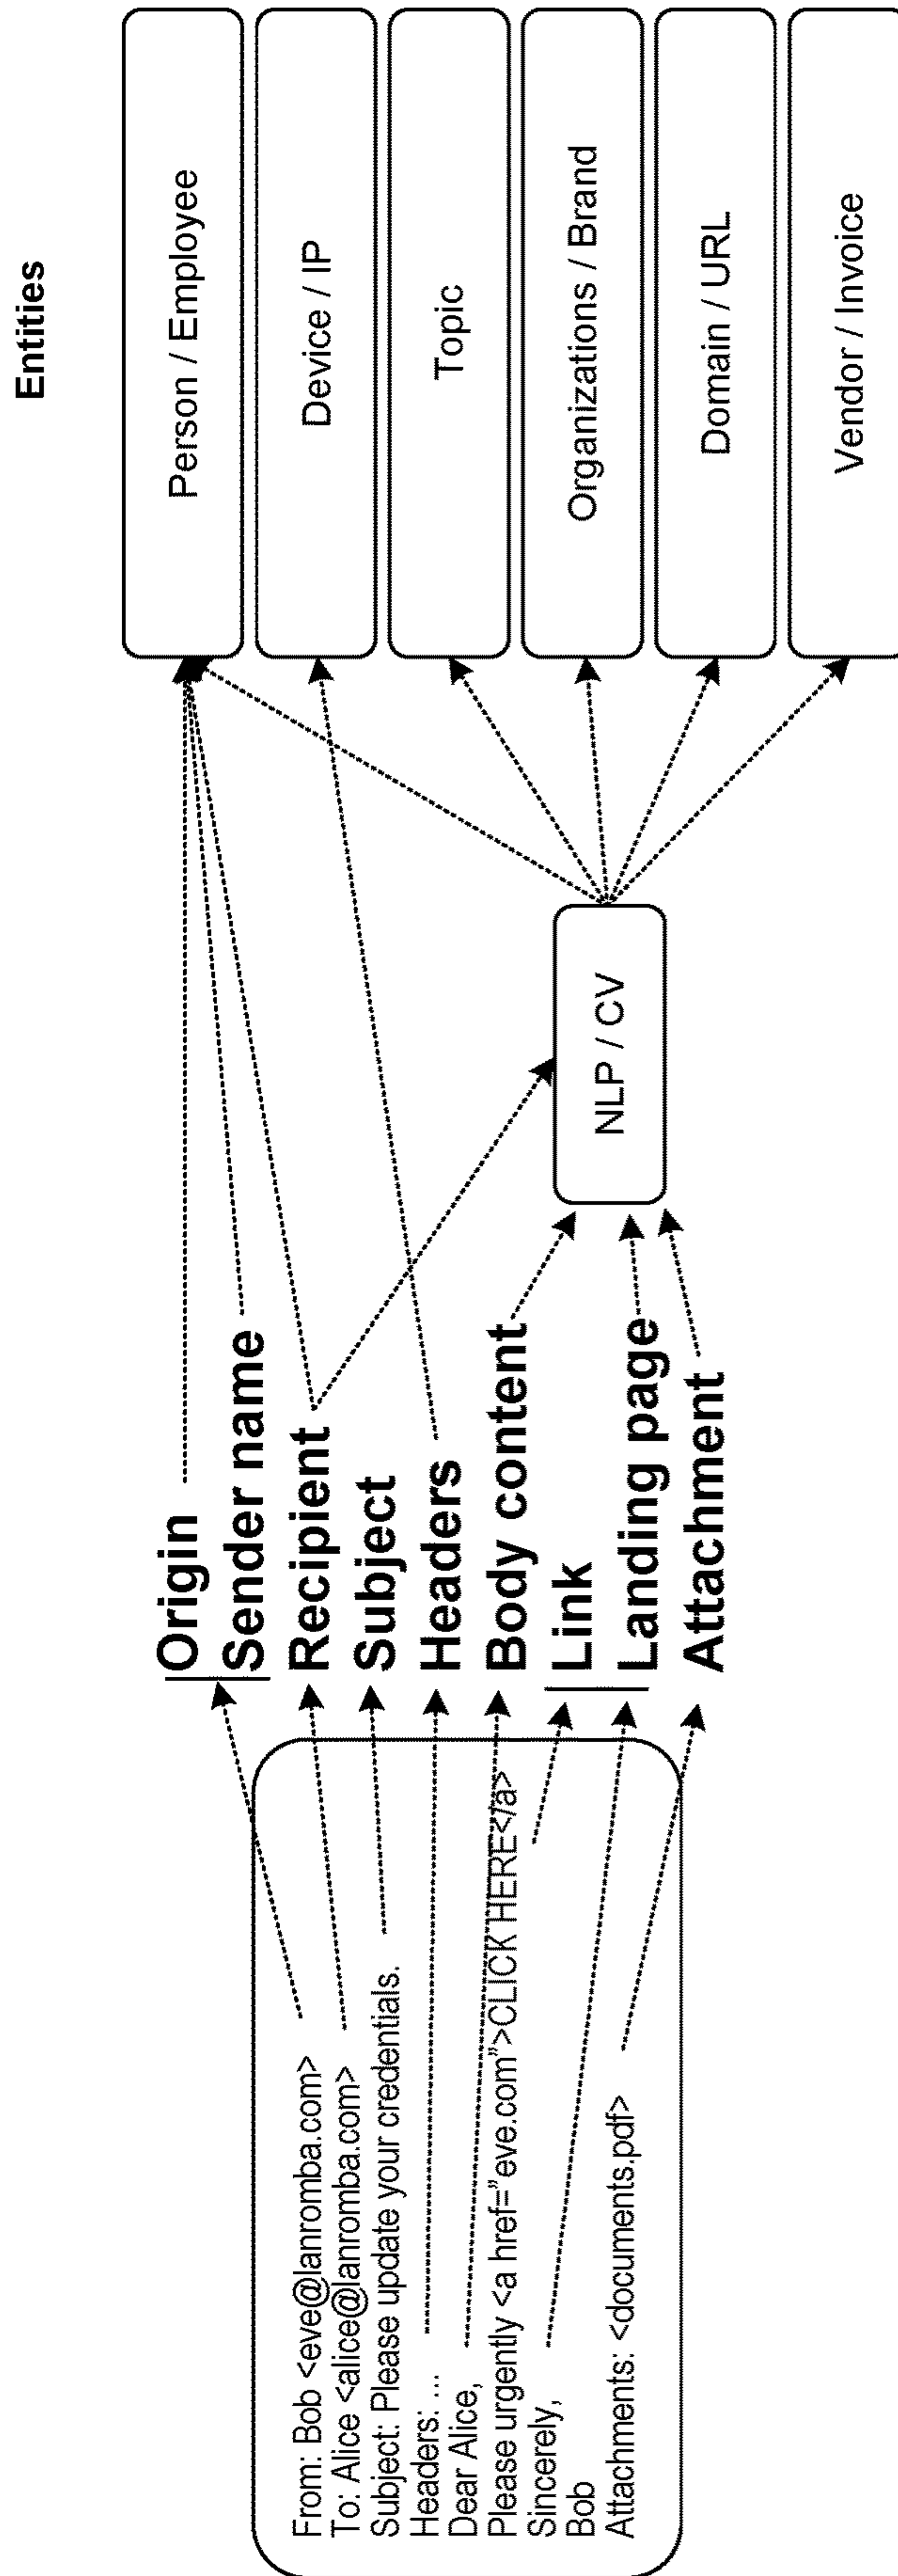 From: Bob <eve@lanromba.com>
To: Alice <alice@lanromba.com>
Subject: Please update your credentials.
Headers: ...
Dear Alice,
Please urgently <a href=”eve.com”>CLICK HERE</a>
Sincerely,
Bob
Attachments: <documents.pdf>
Origin
Sender name
Recipient
Subject
Headers
Body content
Link
Landing page
Attachment
NLP / CV
Entities
Person / Employee
Device / IP
Topic
Organizations / Brand
Domain / URL
Vendor / Invoice